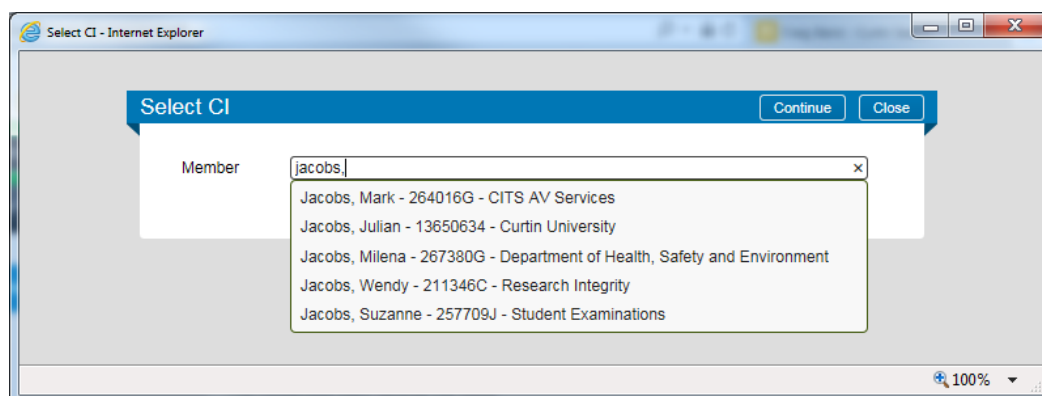 Select CI - Internet Explorer
Select CI
Continue
Close
Member
jacobs,
Jacobs, Mark - 264016G - CITS AV Services
Jacobs, Julian - 13650634 - Curtin University
Jacobs, Milena - 267380G - Department of Health, Safety and Environment
Jacobs, Wendy - 211346C - Research Integrity
Jacobs, Suzanne - 257709J - Student Examinations
100%